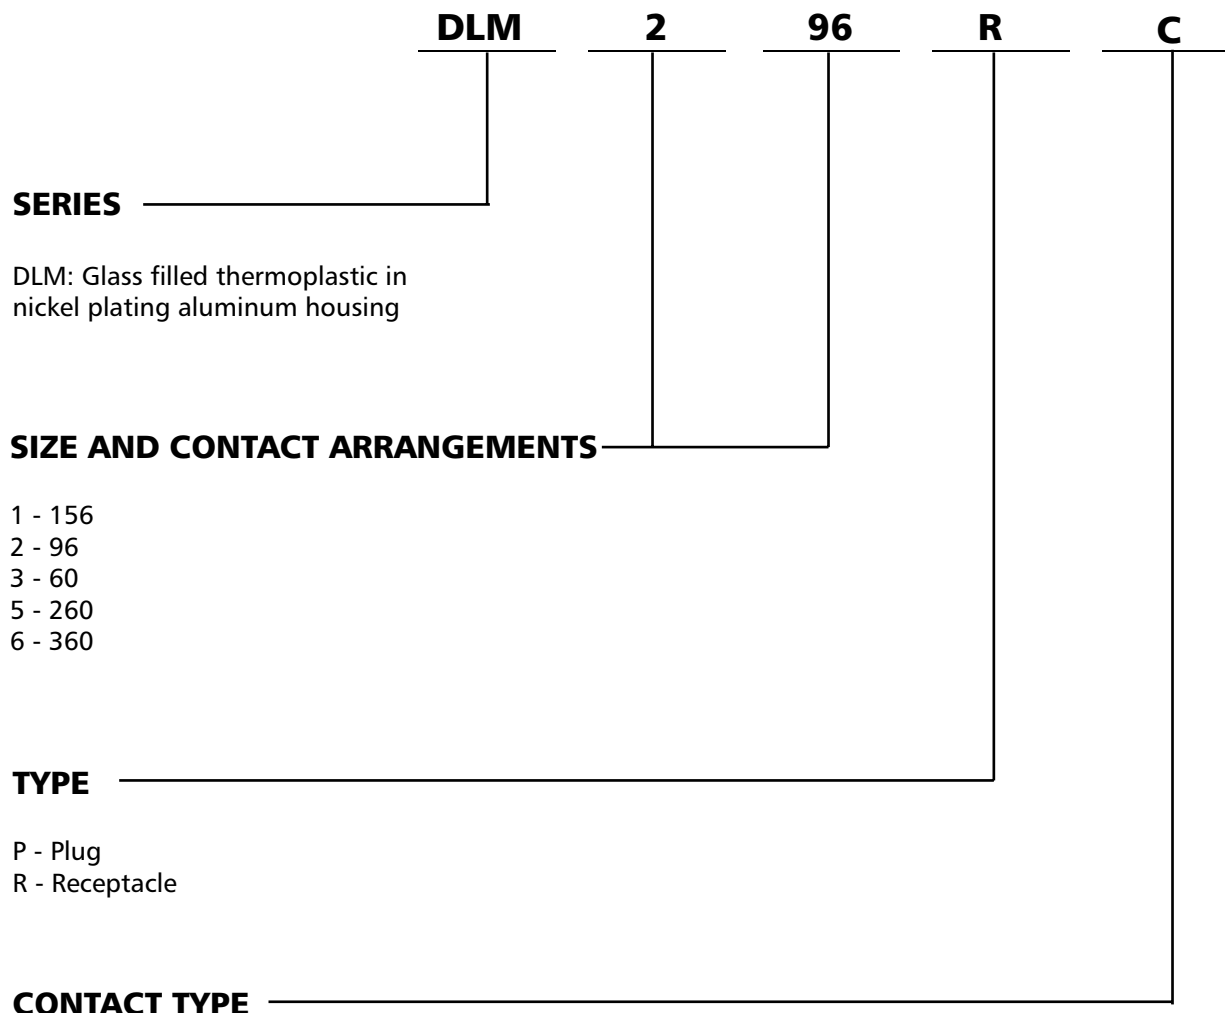 DLM 2 96 R C
SERIES
DLM: Glass filled thermoplastic in
nickel plating aluminum housing
SIZE AND CONTACT ARRANGEMENTS
1 - 156
2 - 96
3 - 60
5 - 260
6 - 360
TYPE
P - Plug
R - Receptacle
CONTACT TYPE